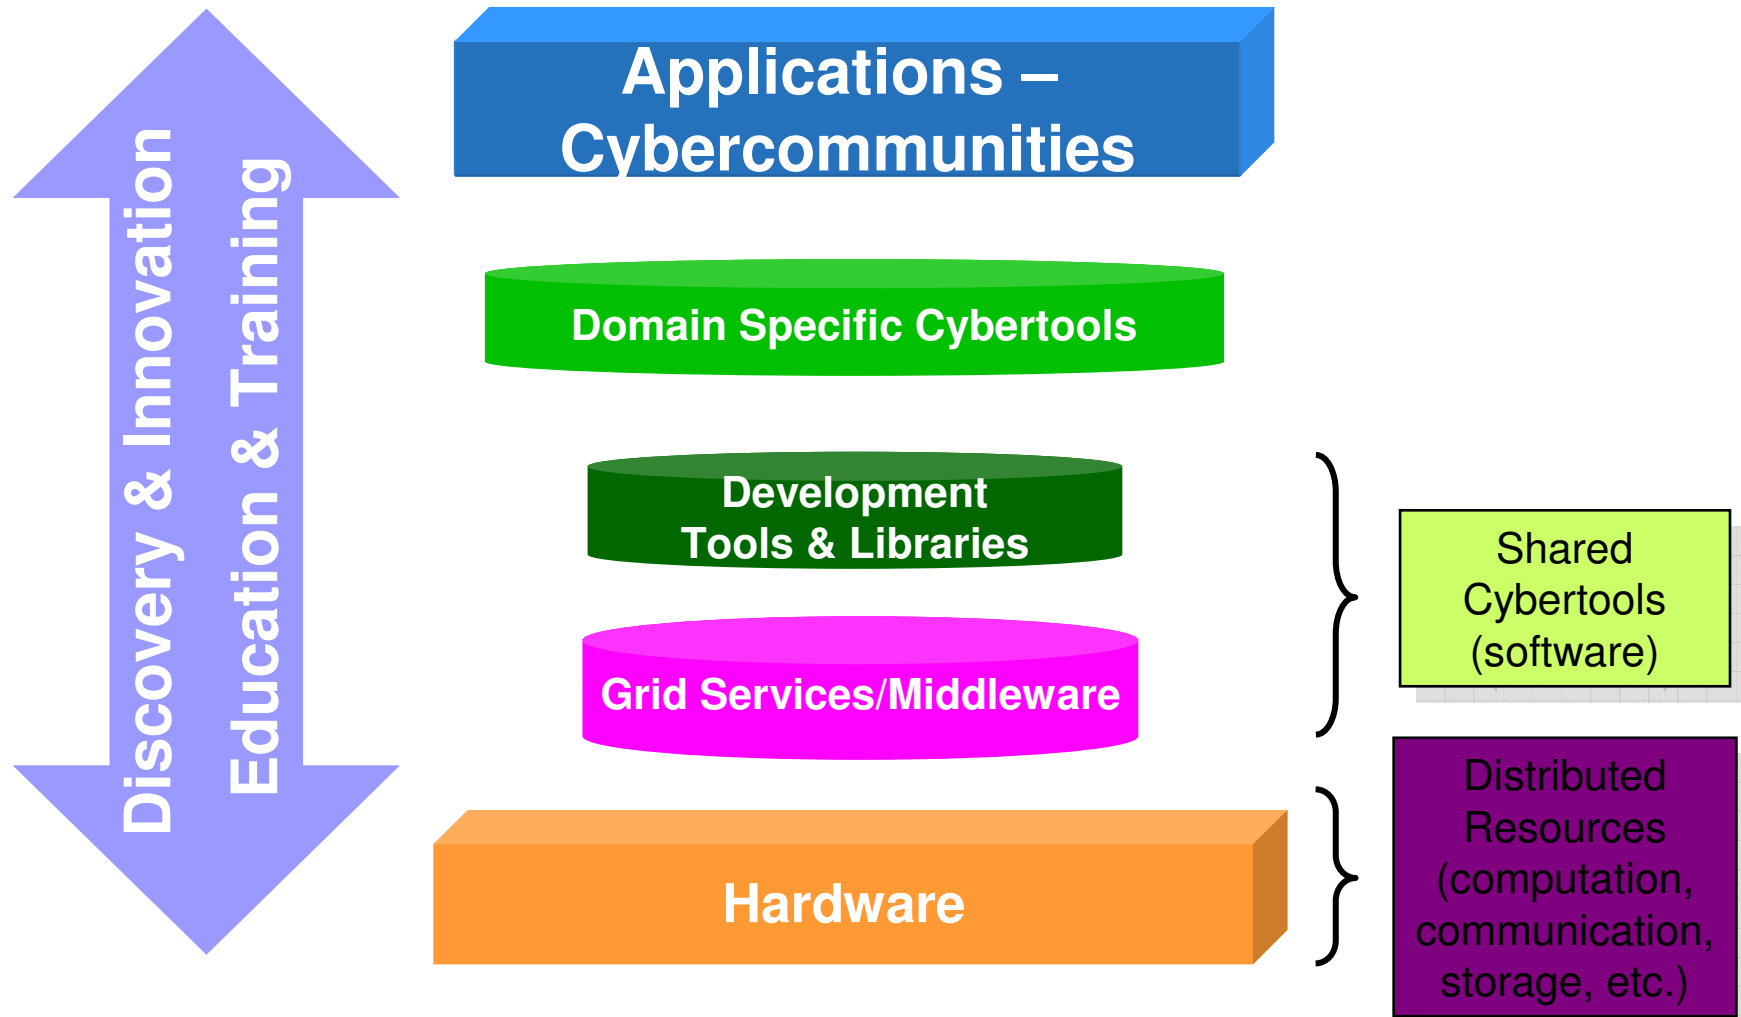 Discovery & Innovation
Education & Training
Applications –
Cybercommunities
Domain Specific Cybertools
Development
Tools & Libraries
Grid Services/Middleware
Hardware
Shared
Cybertools
(software)
Distributed
Resources
(computation,
communication,
storage, etc.)